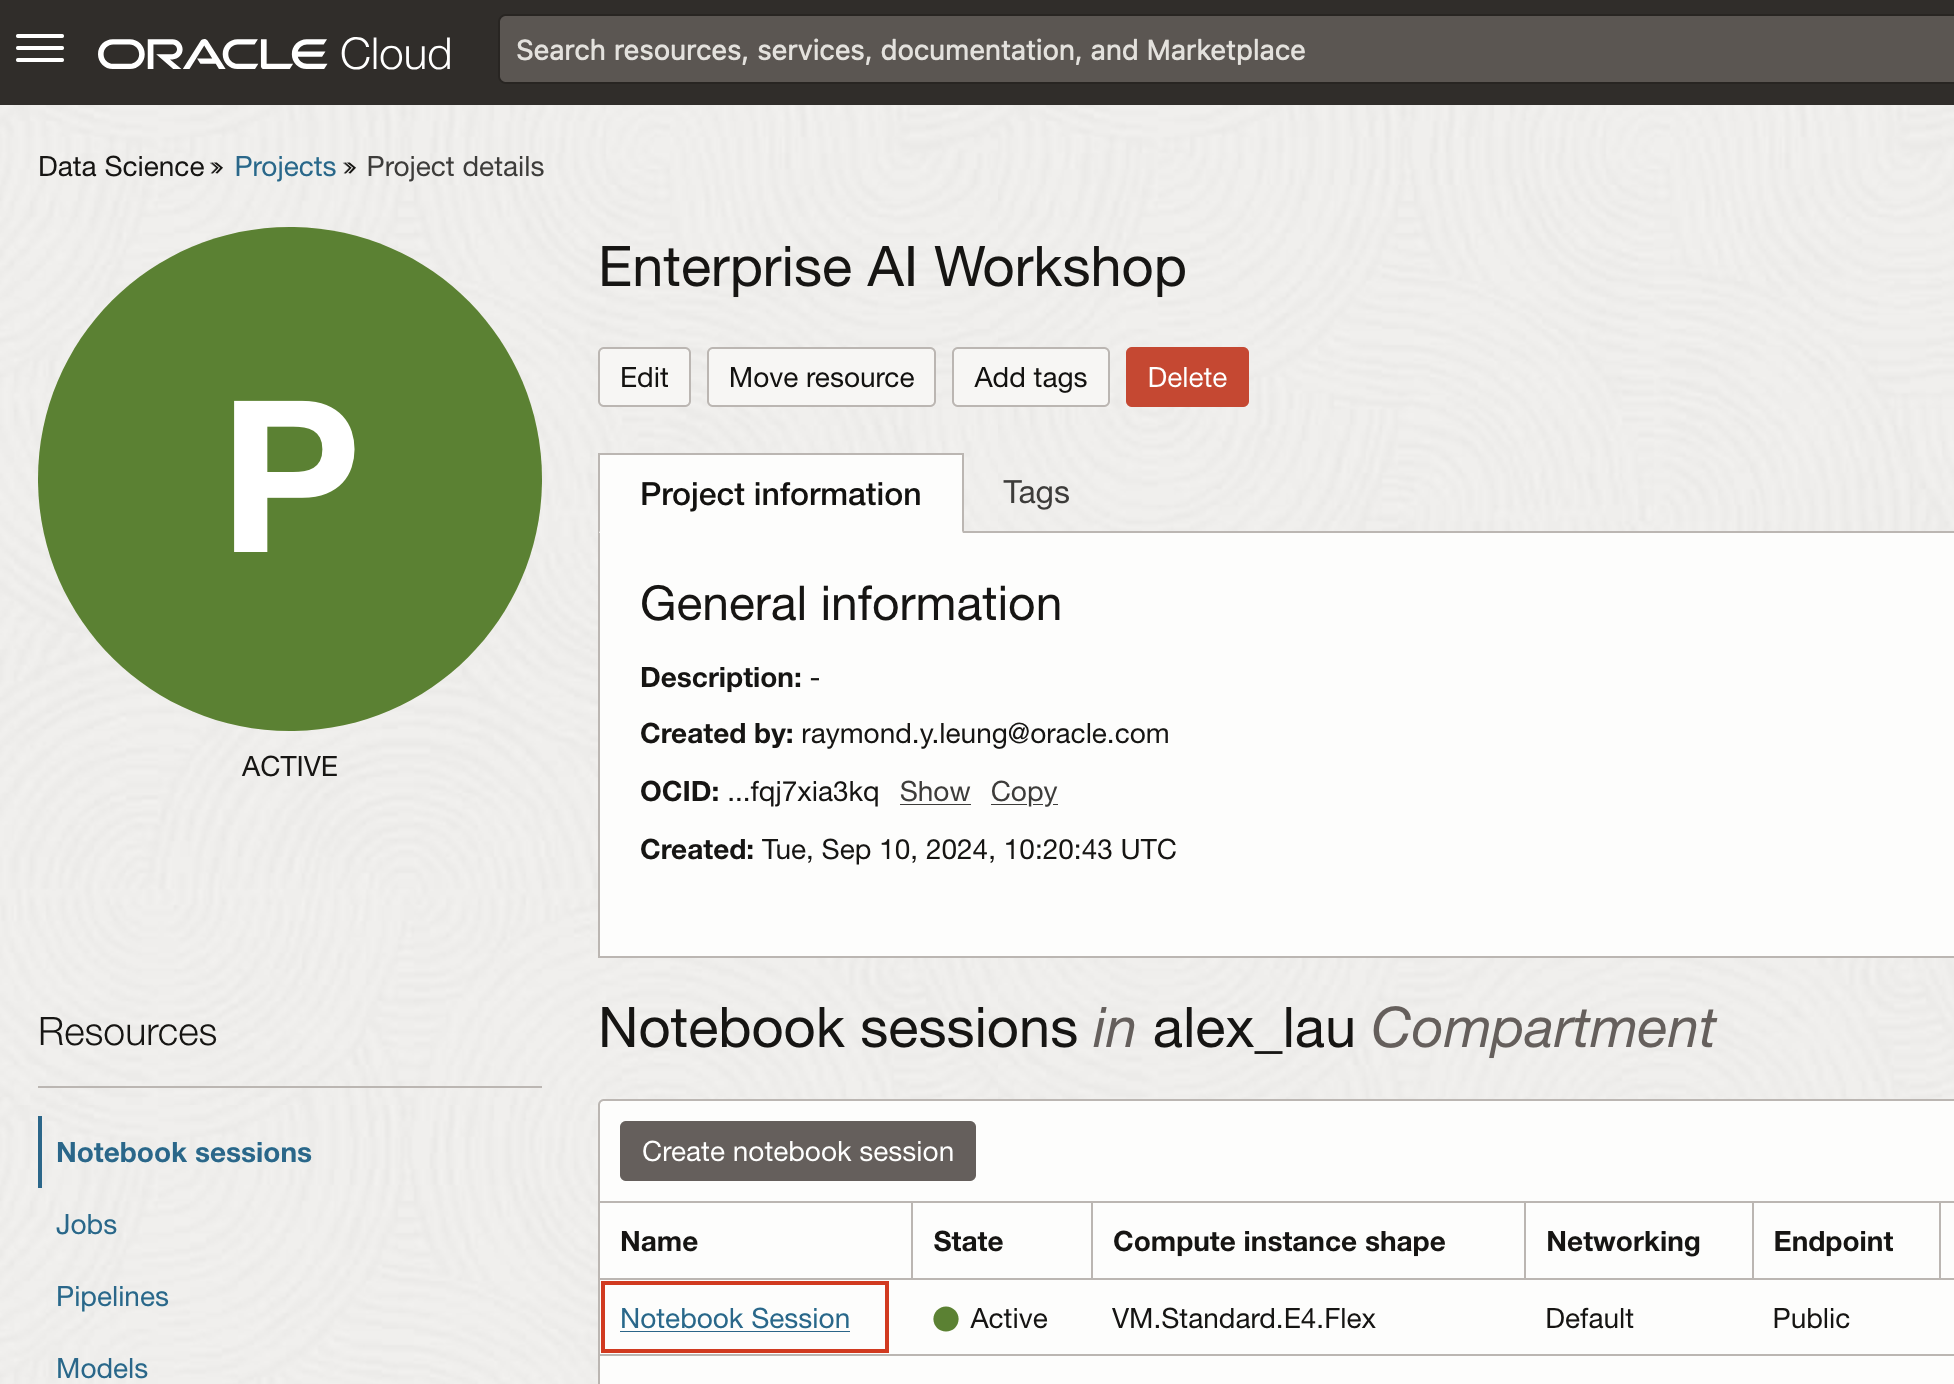 ORACLE Cloud
Search resources, services, documentation, and Marketplace
Data Science » Projects » Project details
P
ACTIVE
Enterprise AI Workshop
Edit
Move resource
Add tags
Delete
Project information
Tags
General information
Description: -
Created by: raymond.y.leung@oracle.com
OCID: ...fqj7xia3kq Show Copy
Created: Tue, Sep 10, 2024, 10:20:43 UTC
Resources
Notebook sessions
Jobs
Pipelines
Models
Notebook sessions in alex_lau Compartment
Create notebook session
Name State Compute instance shape Networking Endpoint
Notebook Session Active VM.Standard.E4.Flex Default Public